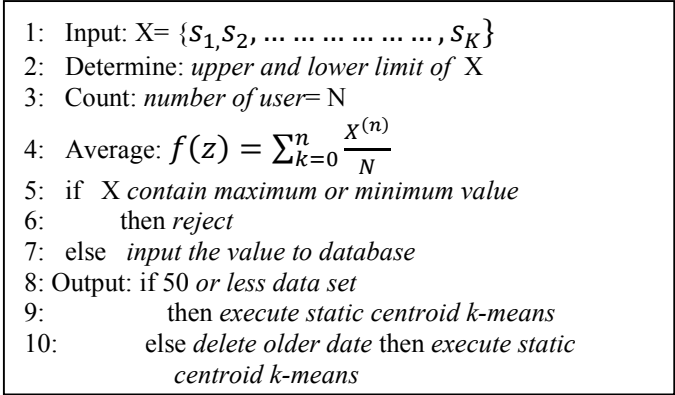 1: Input: X= {s₁,s₂, … … … … … … , s_K}
2: Determine: upper and lower limit of X
3: Count: number of user= N
4: Average: f(z) = ∑ⁿₖ₌₀ X⁽ⁿ⁾/N
5: if X contain maximum or minimum value
6: then reject
7: else input the value to database
8: Output: if 50 or less data set
9: then execute static centroid k-means
10: else delete older date then execute static
centroid k-means